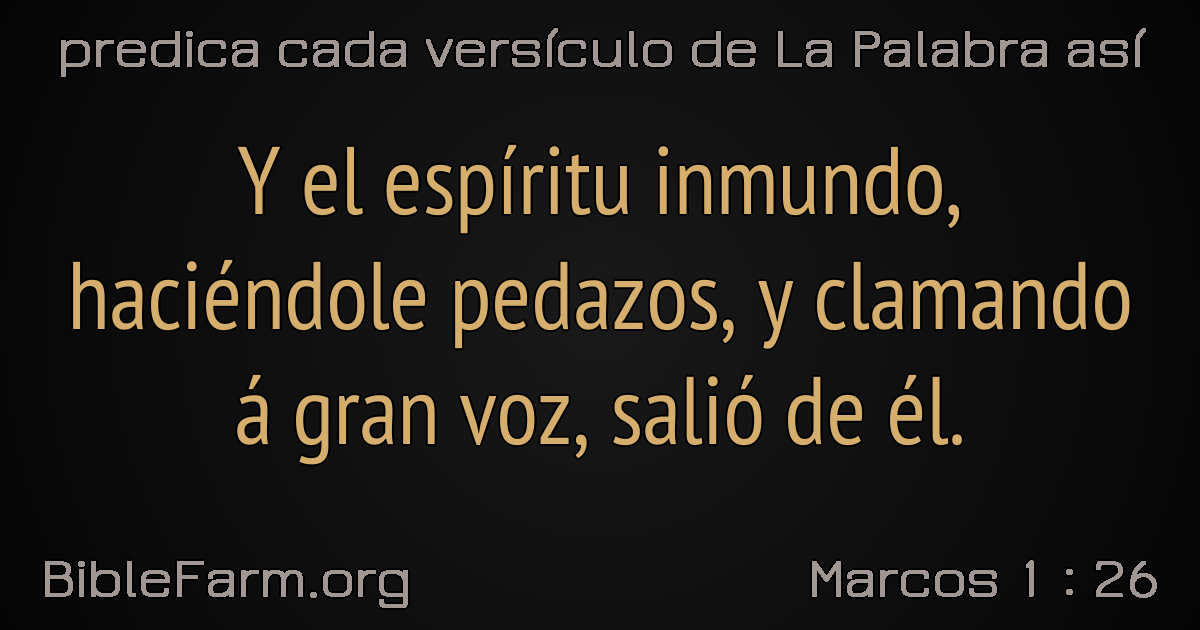 predica cada versículo de La Palabra así
Y el espíritu inmundo,
haciéndole pedazos, y clamando
á gran voz, salió de él.
BibleFarm.org
Marcos 1 : 26